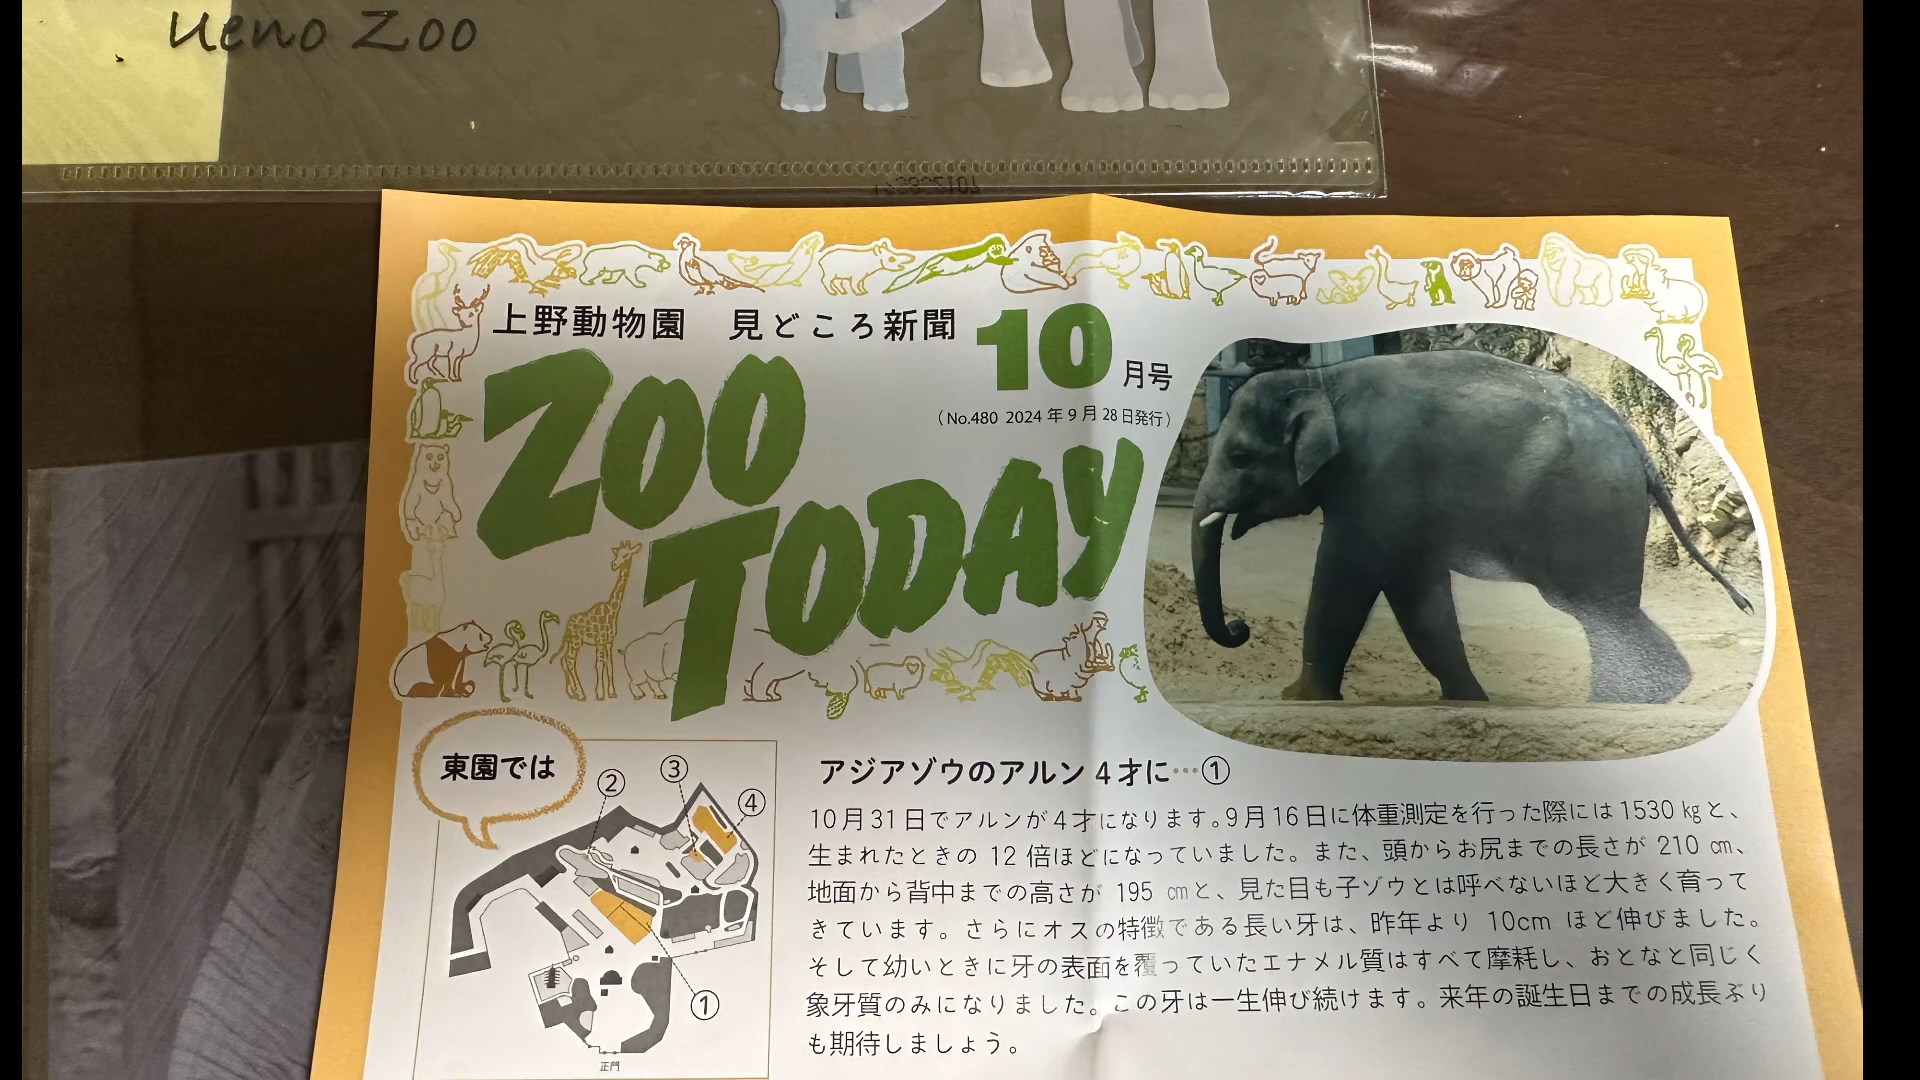 Ueno Zoo
上野動物園 見どころ新聞 10月号
(No.480 2024年9月28日発行)
ZOO
TODAY
東園では
②
③
④
①
正門
アジアゾウのアルン4才に…①
10月31日でアルンが4才になります。9月16日に体重測定を行った際には1530㎏と、
生まれたときの 12 倍ほどになっていました。また、頭からお尻までの長さが 210 ㎝、
地面から背中までの高さが 195 ㎝と、見た目も子ゾウとは呼べないほど大きく育って
きています。さらにオスの特徴である長い牙は、昨年より 10cm ほど伸びました。
そして幼いときに牙の表面を覆っていたエナメル質はすべて摩耗し、おとなと同じく
象牙質のみになりました。この牙は一生伸び続けます。来年の誕生日までの成長ぶり
も期待しましょう。